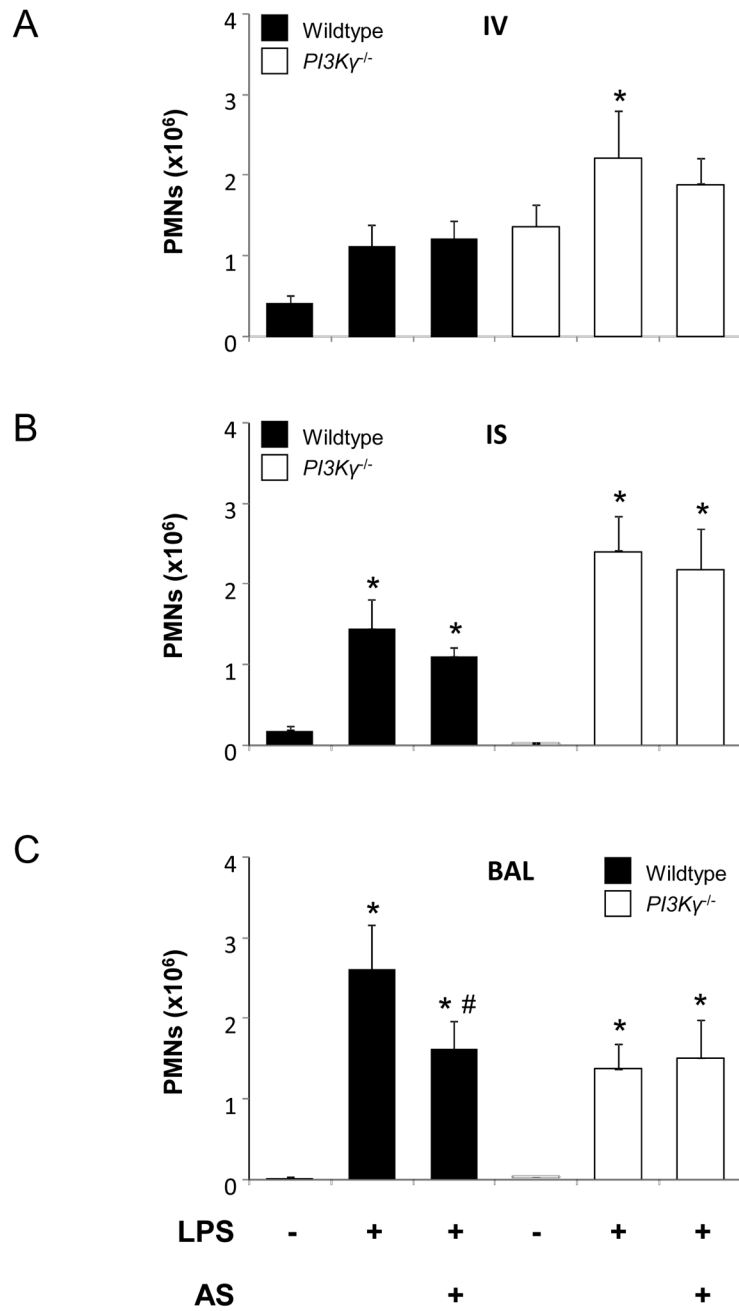 A
Wildtype
PI3Kγ-/-
IV
PMNs (x10⁶)
4
3
2
1
0
*
B
Wildtype
PI3Kγ-/-
IS
PMNs (x10⁶)
4
3
2
1
0
* * * *
C
BAL
Wildtype
PI3Kγ-/-
PMNs (x10⁶)
4
3
2
1
0
* * # * *
LPS - + + - + +
AS + +